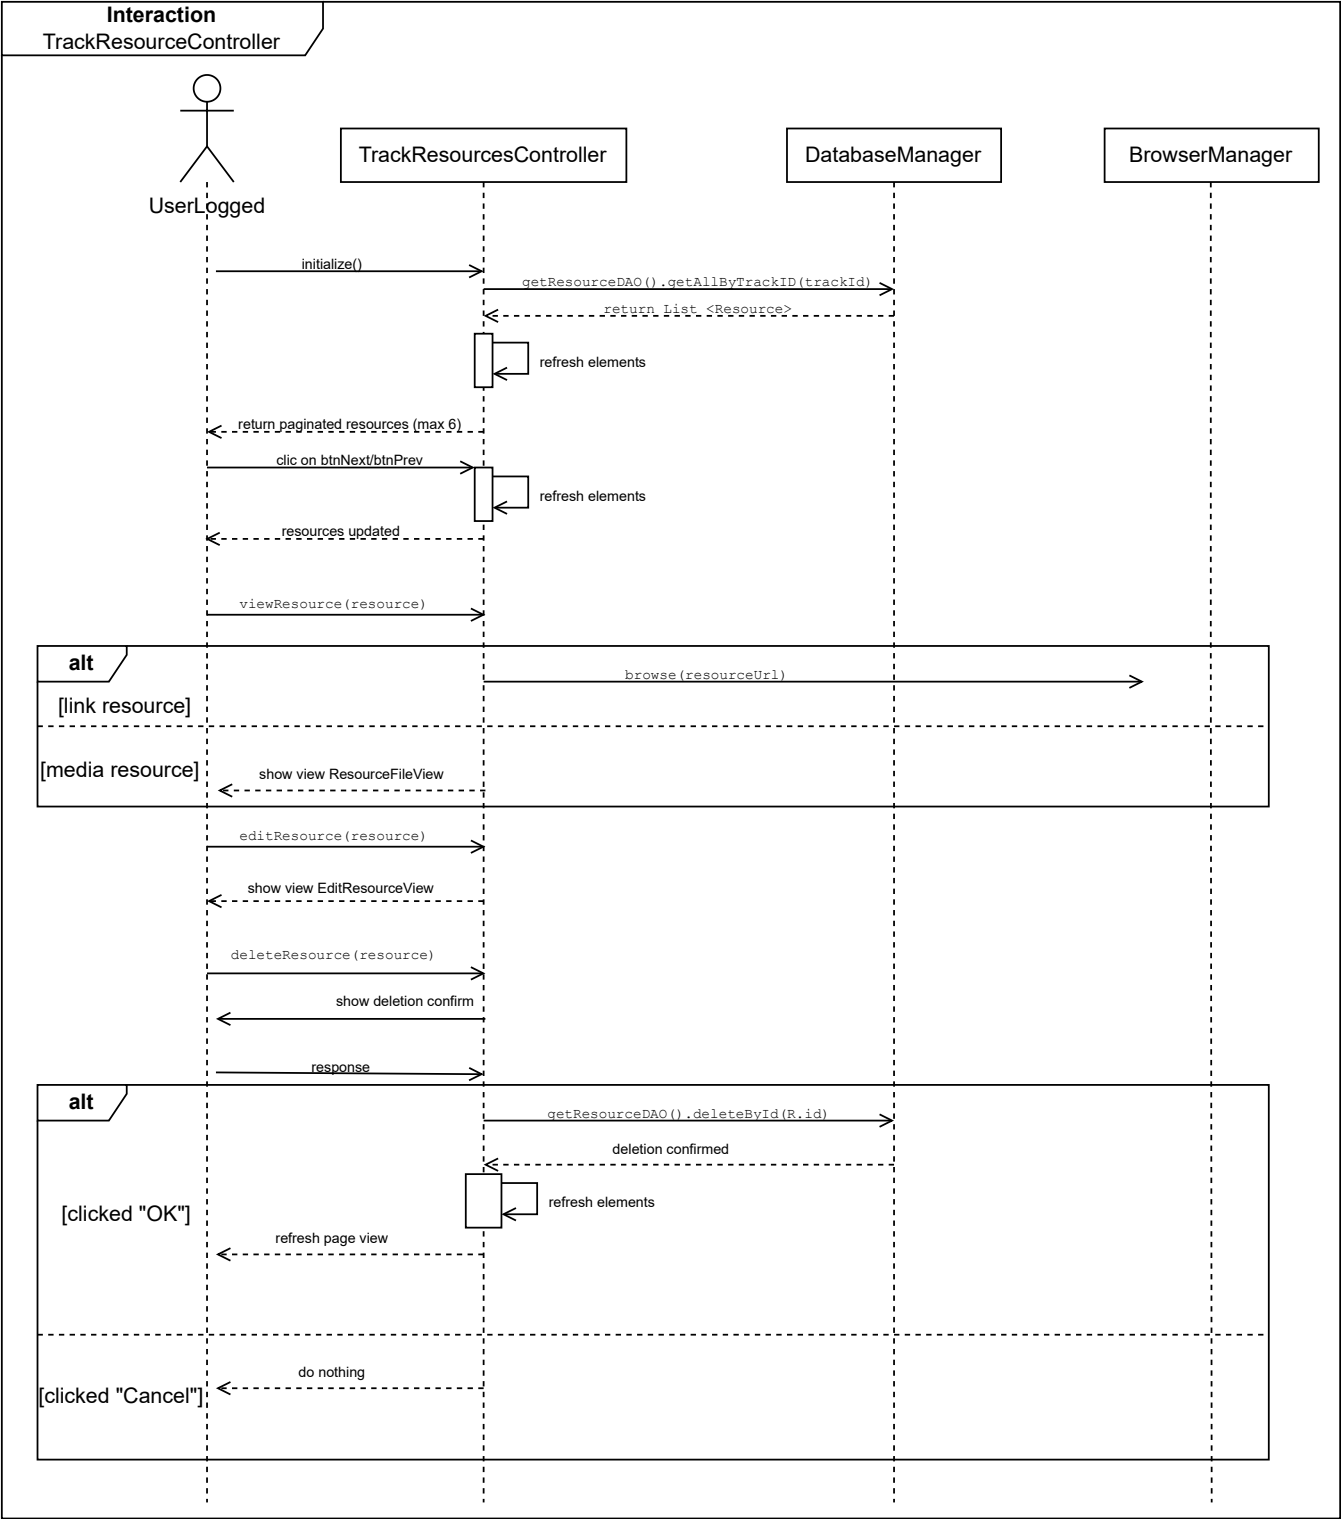 Interaction
TrackResourceController
TrackResourcesController
DatabaseManager
BrowserManager
UserLogged
initialize()
getResourceDAO().getAllByTrackID(trackId)
return List <Resource>
refresh elements
return paginated resources (max 6)
clic on btnNext/btnPrev
refresh elements
resources updated
viewResource(resource)
alt
browse(resourceUrl)
[link resource]
[media resource]
show view ResourceFileView
editResource(resource)
show view EditResourceView
deleteResource(resource)
show deletion confirm
response
alt
getResourceDAO().deleteById(R.id)
deletion confirmed
refresh elements
[clicked "OK"]
refresh page view
do nothing
[clicked "Cancel"]